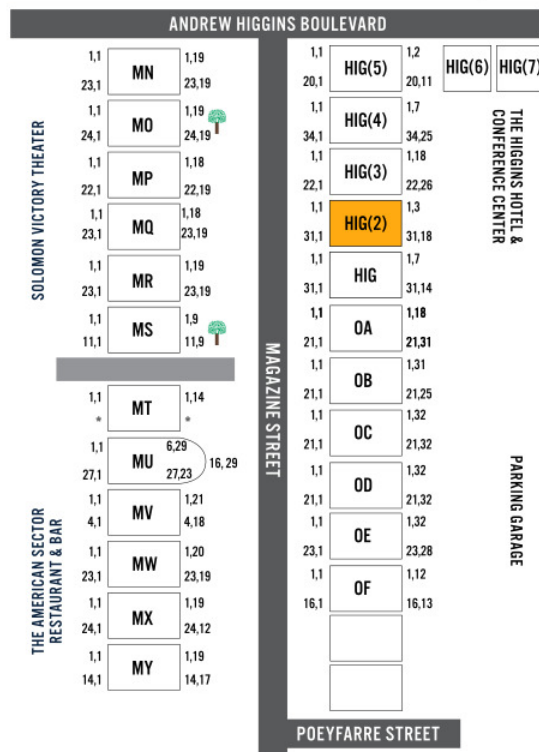 ANDREW HIGGINS BOULEVARD
SOLOMON VICTORY THEATER
1,1 MN 1,19
23,1 23,19
1,1 MO 1,19
24,1 24,19
1,1 MP 1,18
22,1 22,19
1,1 MQ 1,18
23,1 23,19
1,1 MR 1,19
23,1 23,19
1,1 MS 1,9
11,1 11,9
THE AMERICAN SECTOR
RESTAURANT & BAR
1,1 MT 1,14
* *
1,1 MU 6,29
16,29
27,1 27,23
1,1 MV 1,21
4,1 4,18
1,1 MW 1,20
23,1 23,19
1,1 MX 1,19
24,1 24,12
1,1 MY 1,19
14,1 14,17
MAGAZINE STREET
1,1 HIG(5) 1,2
20,1 20,11
HIG(6) HIG(7)
1,1 HIG(4) 1,7
34,1 34,25
1,1 HIG(3) 1,18
22,1 22,26
1,1 HIG(2) 1,3
31,1 31,18
1,1 HIG 1,7
31,1 31,14
1,1 OA 1,18
21,1 21,31
1,1 OB 1,31
21,1 21,25
1,1 OC 1,32
21,1 21,32
1,1 OD 1,32
21,1 21,32
1,1 OE 1,32
23,1 23,28
1,1 OF 1,12
16,1 16,13
THE HIGGINS HOTEL &
CONFERENCE CENTER
PARKING GARAGE
POEYFARRE STREET